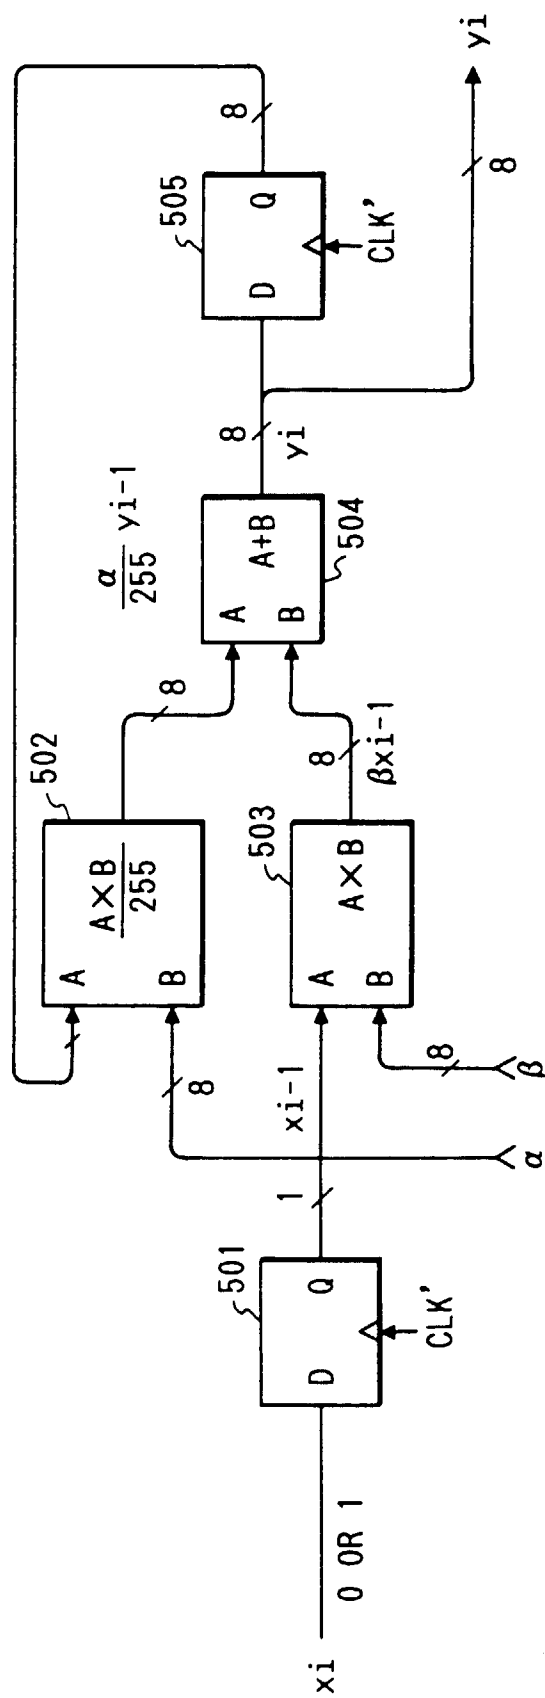 xi
0 OR 1
501
D
Q
CLK'
1
xi-1
α
β
8
8
502
A
B
A×B
255
503
A
B
A×B
8
8
βxi-1
α
255
yi-1
504
A
B
A+B
8
yi
505
D
Q
CLK'
8
8
yi